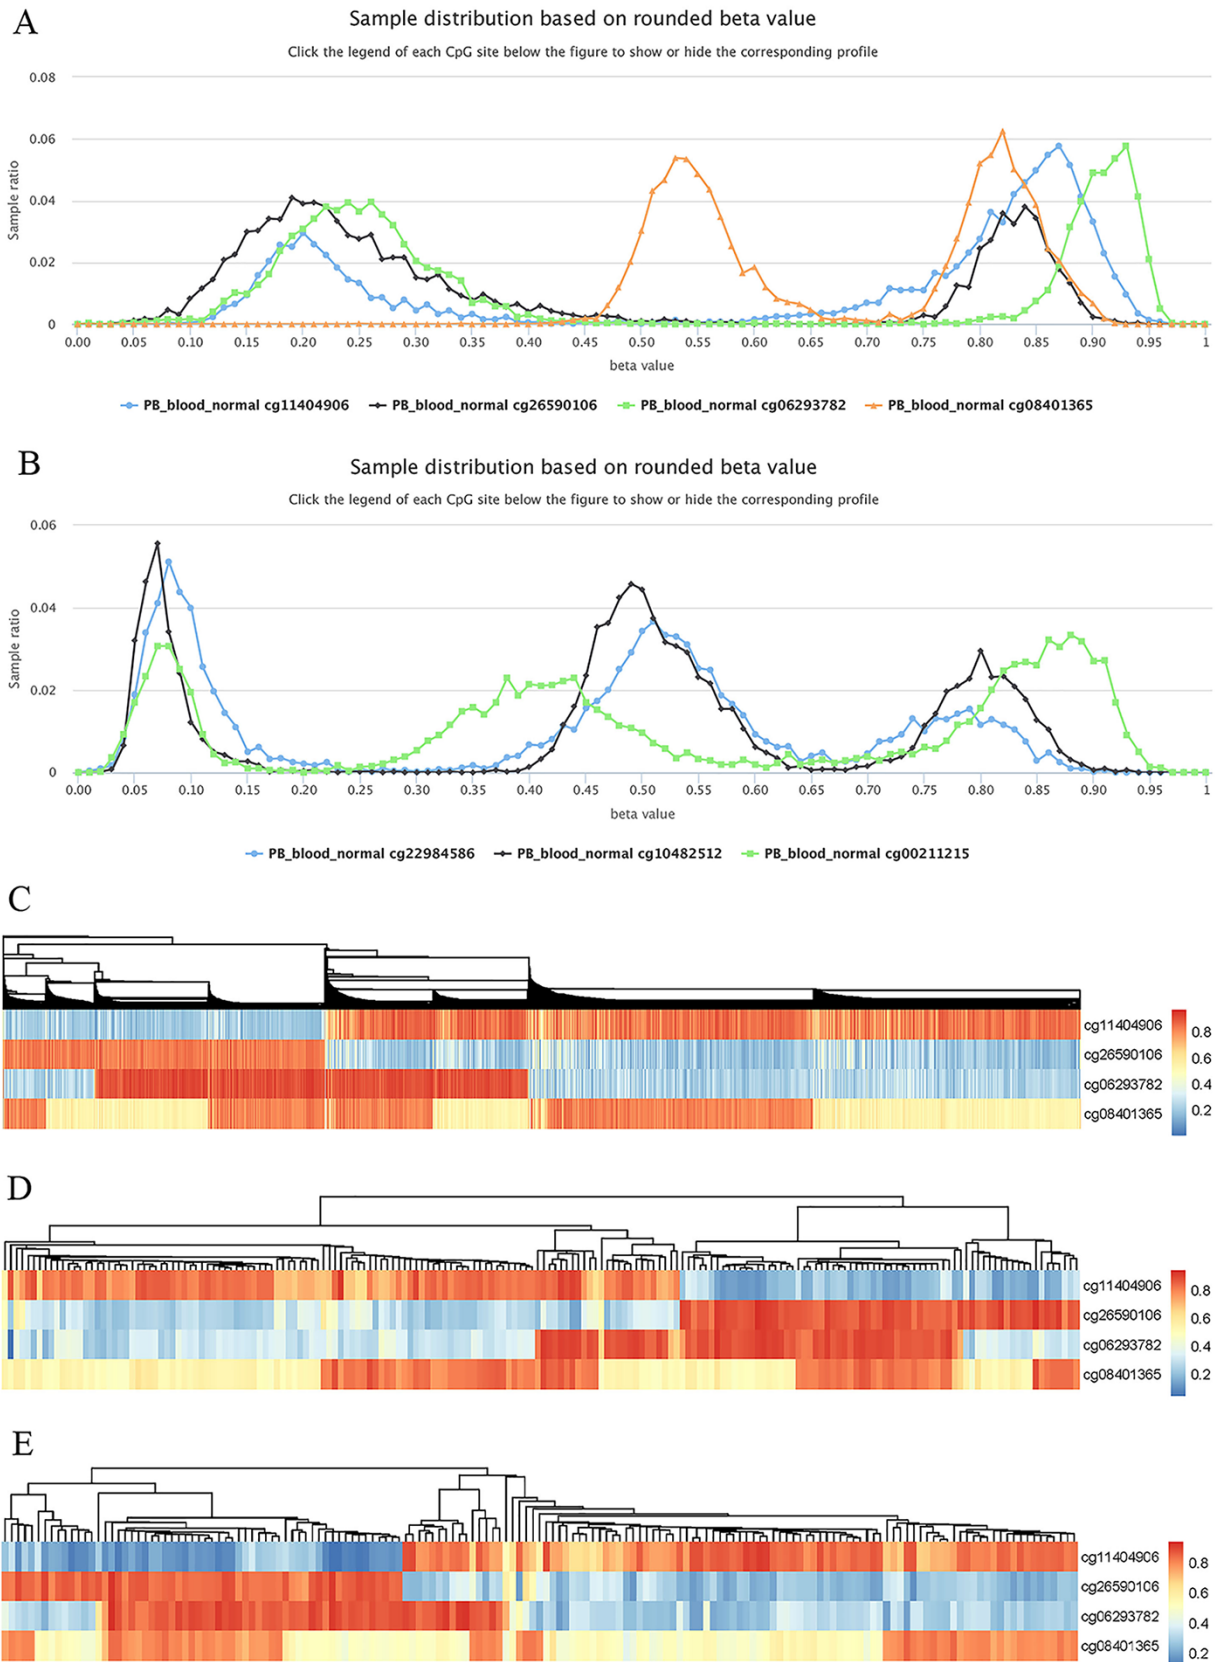 A
Sample distribution based on rounded beta value
Click the legend of each CpG site below the figure to show or hide the corresponding profile
0.08
0.06
0.04
0.02
0
Sample ratio
0.00 0.05 0.10 0.15 0.20 0.25 0.30 0.35 0.40 0.45 0.50 0.55 0.60 0.65 0.70 0.75 0.80 0.85 0.90 0.95 1
beta value
PB_blood_normal cg11404906 PB_blood_normal cg26590106 PB_blood_normal cg06293782 PB_blood_normal cg08401365
B
Sample distribution based on rounded beta value
Click the legend of each CpG site below the figure to show or hide the corresponding profile
0.06
0.04
0.02
0
Sample ratio
0.00 0.05 0.10 0.15 0.20 0.25 0.30 0.35 0.40 0.45 0.50 0.55 0.60 0.65 0.70 0.75 0.80 0.85 0.90 0.95 1
beta value
PB_blood_normal cg22984586 PB_blood_normal cg10482512 PB_blood_normal cg00211215
C
cg11404906
cg26590106
cg06293782
cg08401365
0.8
0.6
0.4
0.2
D
cg11404906
cg26590106
cg06293782
cg08401365
0.8
0.6
0.4
0.2
E
cg11404906
cg26590106
cg06293782
cg08401365
0.8
0.6
0.4
0.2